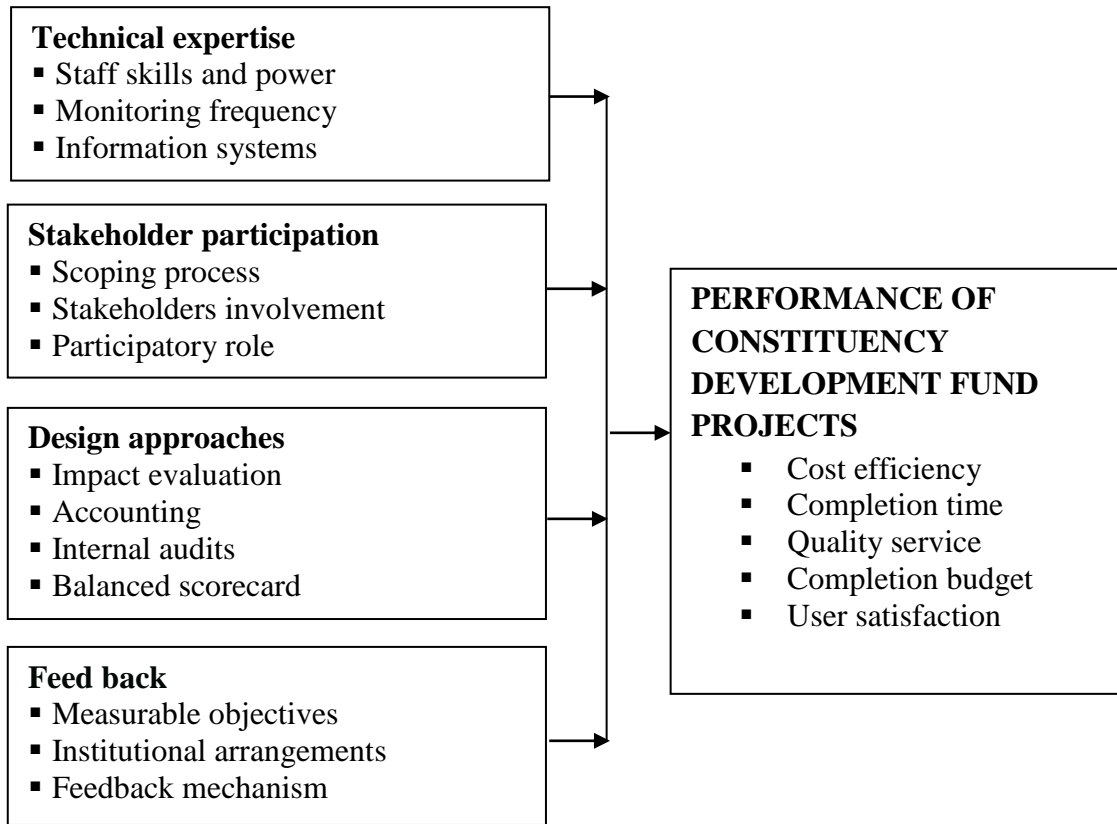 Technical expertise
▪ Staff skills and power
▪ Monitoring frequency
▪ Information systems
Stakeholder participation
▪ Scoping process
▪ Stakeholders involvement
▪ Participatory role
Design approaches
▪ Impact evaluation
▪ Accounting
▪ Internal audits
▪ Balanced scorecard
Feed back
▪ Measurable objectives
▪ Institutional arrangements
▪ Feedback mechanism
PERFORMANCE OF
CONSTITUENCY
DEVELOPMENT FUND
PROJECTS
▪ Cost efficiency
▪ Completion time
▪ Quality service
▪ Completion budget
▪ User satisfaction